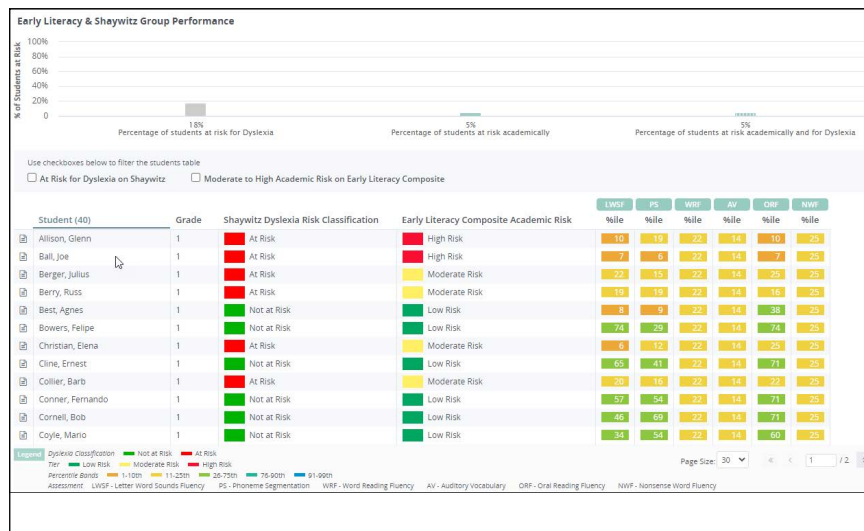 Early Literacy & Shaywitz Group Performance
% of Students at Risk
100%
80%
60%
40%
20%
0
18%
Percentage of students at risk for Dyslexia
5%
Percentage of students at risk academically
5%
Percentage of students at risk academically and for Dyslexia
Use checkboxes below to filter the students table
At Risk for Dyslexia on Shaywitz Moderate to High Academic Risk on Early Literacy Composite
LWSF PS WRF AV ORF NWF
Student (40) Grade Shaywitz Dyslexia Risk Classification Early Literacy Composite Academic Risk %ile %ile %ile %ile %ile %ile
Allison, Glenn 1 At Risk High Risk 10 19 22 14 10 25
Ball, Joe 1 At Risk High Risk 7 6 22 14 7 25
Berger, Julius 1 At Risk Moderate Risk 22 15 22 14 25 25
Berry, Russ 1 At Risk Moderate Risk 19 19 22 14 16 25
Best, Agnes 1 Not at Risk Low Risk 8 9 22 14 38 25
Bowers, Felipe 1 Not at Risk Low Risk 74 29 22 14 74 25
Christian, Elena 1 At Risk Moderate Risk 6 12 22 14 25 25
Cline, Ernest 1 Not at Risk Low Risk 65 41 22 14 71 25
Collier, Barb 1 At Risk Moderate Risk 20 16 22 14 22 25
Conner, Fernando 1 Not at Risk Low Risk 57 54 22 14 71 25
Cornell, Bob 1 Not at Risk Low Risk 46 69 22 14 71 25
Coyle, Mario 1 Not at Risk Low Risk 34 54 22 14 60 25
Legend Dyslexia Classification Not at Risk At Risk
Tier Low Risk Moderate Risk High Risk
Percentile Bands 1-10th 11-25th 26-75th 76-90th 91-99th
Assessment LWSF - Letter Word Sounds Fluency PS - Phoneme Segmentation WRF - Word Reading Fluency AV - Auditory Vocabulary ORF - Oral Reading Fluency NWF - Nonsense Word Fluency
Page Size: 30 « < 1 / 2